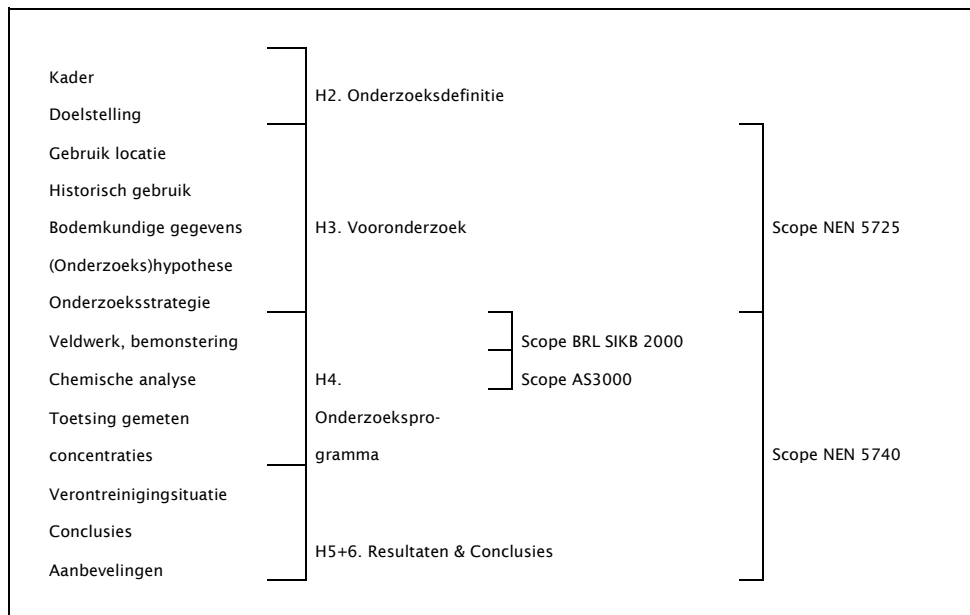 Kader
Doelstelling
H2. Onderzoeksdefinitie
Gebruik locatie
Historisch gebruik
Bodemkundige gegevens
(Onderzoeks)hypothese
Onderzoeksstrategie
H3. Vooronderzoek
Scope NEN 5725
Veldwerk, bemonstering
Chemische analyse
Toetsing gemeten
concentraties
H4.
Onderzoekspro-
gramma
Scope BRL SIKB 2000
Scope AS3000
Scope NEN 5740
Verontreinigingsituatie
Conclusies
Aanbevelingen
H5+6. Resultaten & Conclusies